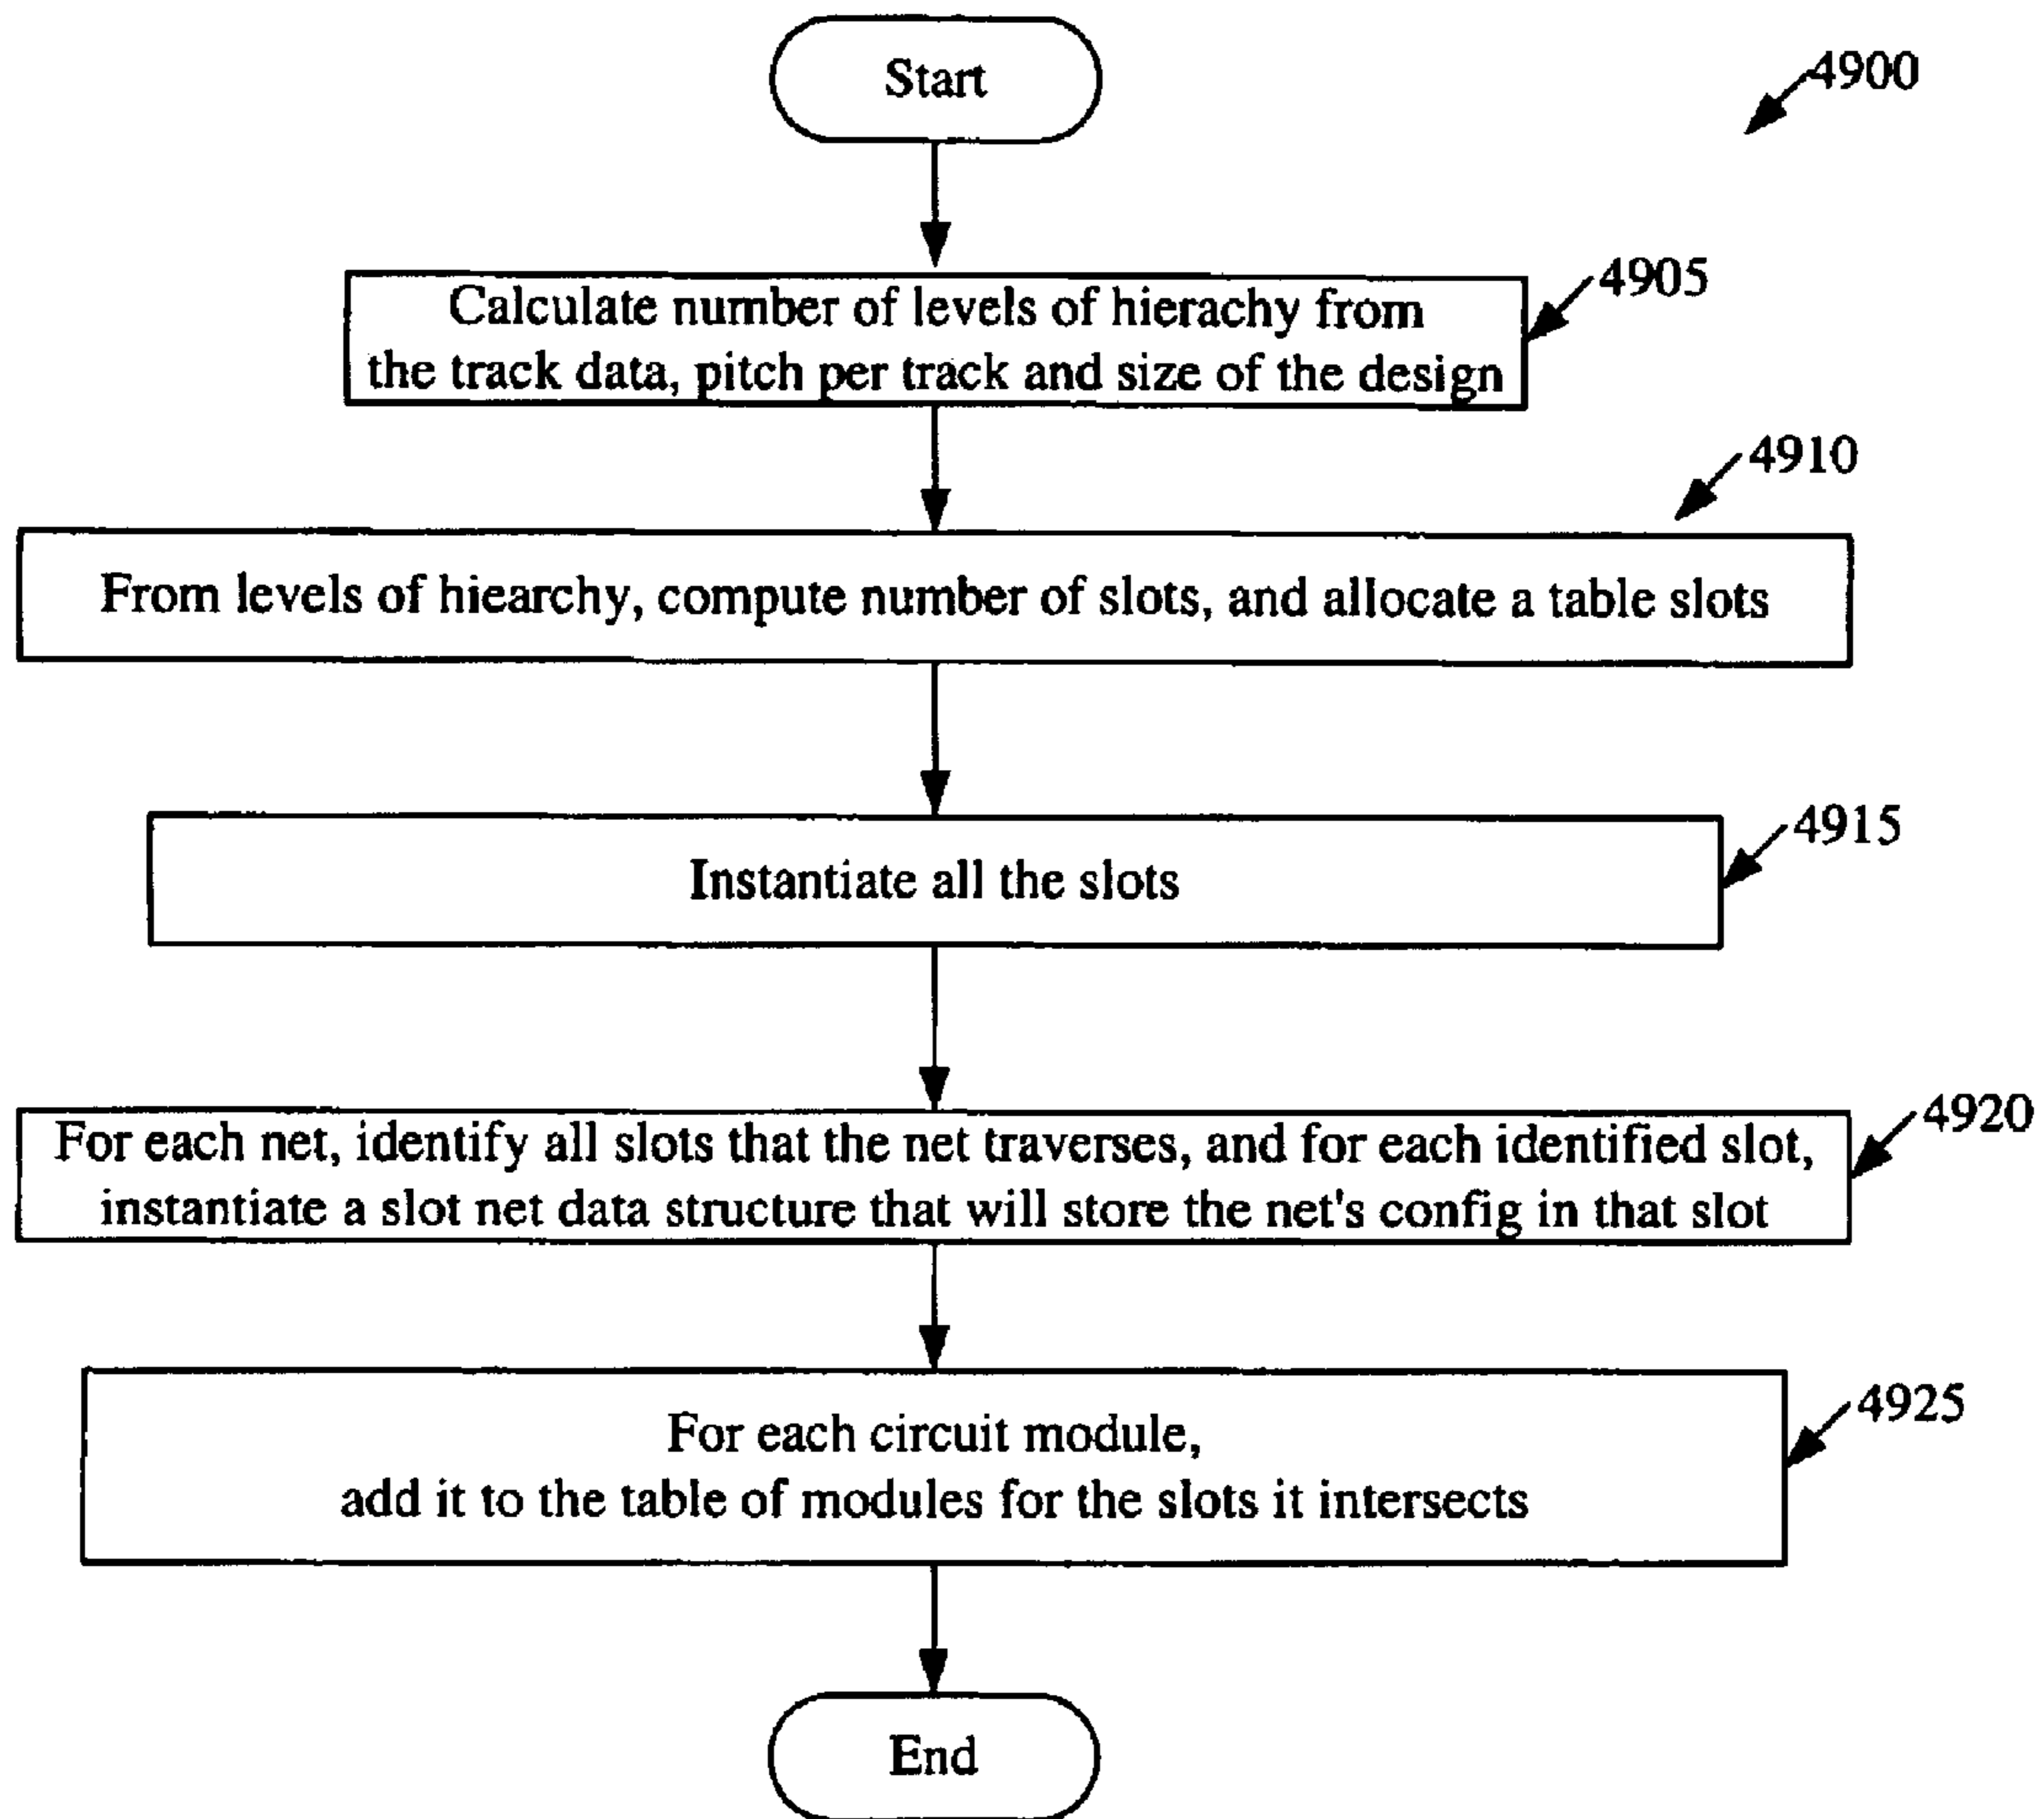 Start
4900
Calculate number of levels of hierachy from
the track data, pitch per track and size of the design
4905
4910
From levels of hiearchy, compute number of slots, and allocate a table slots
Instantiate all the slots
4915
For each net, identify all slots that the net traverses, and for each identified slot,
instantiate a slot net data structure that will store the net's config in that slot
4920
For each circuit module,
add it to the table of modules for the slots it intersects
4925
End